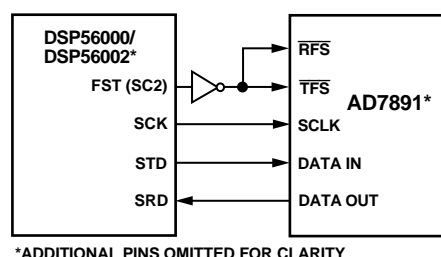 DSP56000/
DSP56002*
FST (SC2)
SCK
STD
SRD
RFS
TFS
SCLK
DATA IN
DATA OUT
AD7891*
*ADDITIONAL PINS OMITTED FOR CLARITY